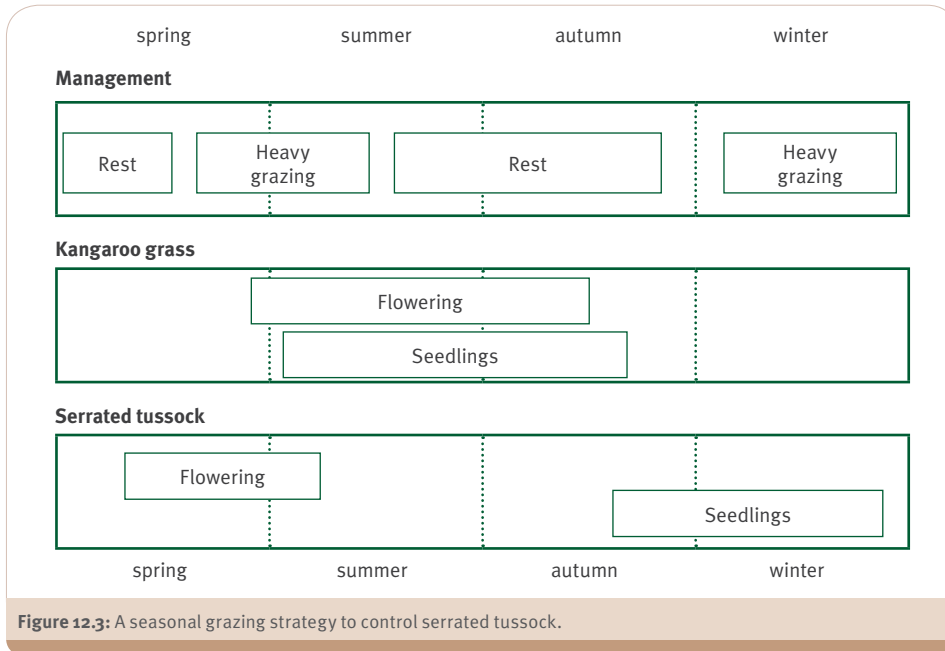 spring summer autumn winter
Management
Rest Heavy grazing Rest Heavy grazing
Kangaroo grass
Flowering
Seedlings
Serrated tussock
Flowering
Seedlings
spring summer autumn winter
Figure 12.3: A seasonal grazing strategy to control serrated tussock.